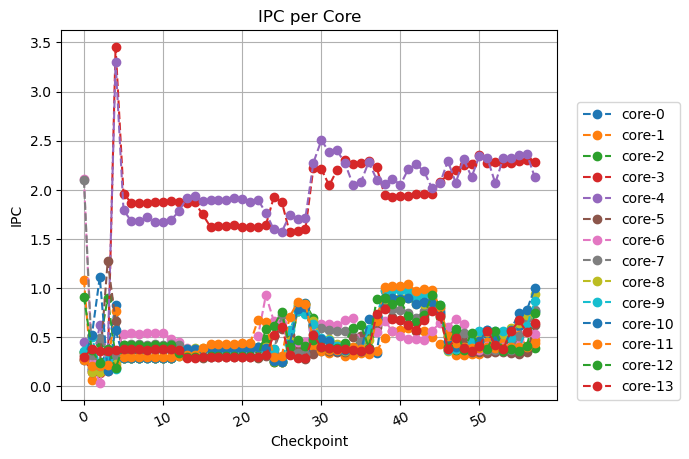 IPC per Core
IPC
3.5
3.0
2.5
2.0
1.5
1.0
0.5
0.0
0
10
20
30
40
50
Checkpoint
core-0
core-1
core-2
core-3
core-4
core-5
core-6
core-7
core-8
core-9
core-10
core-11
core-12
core-13